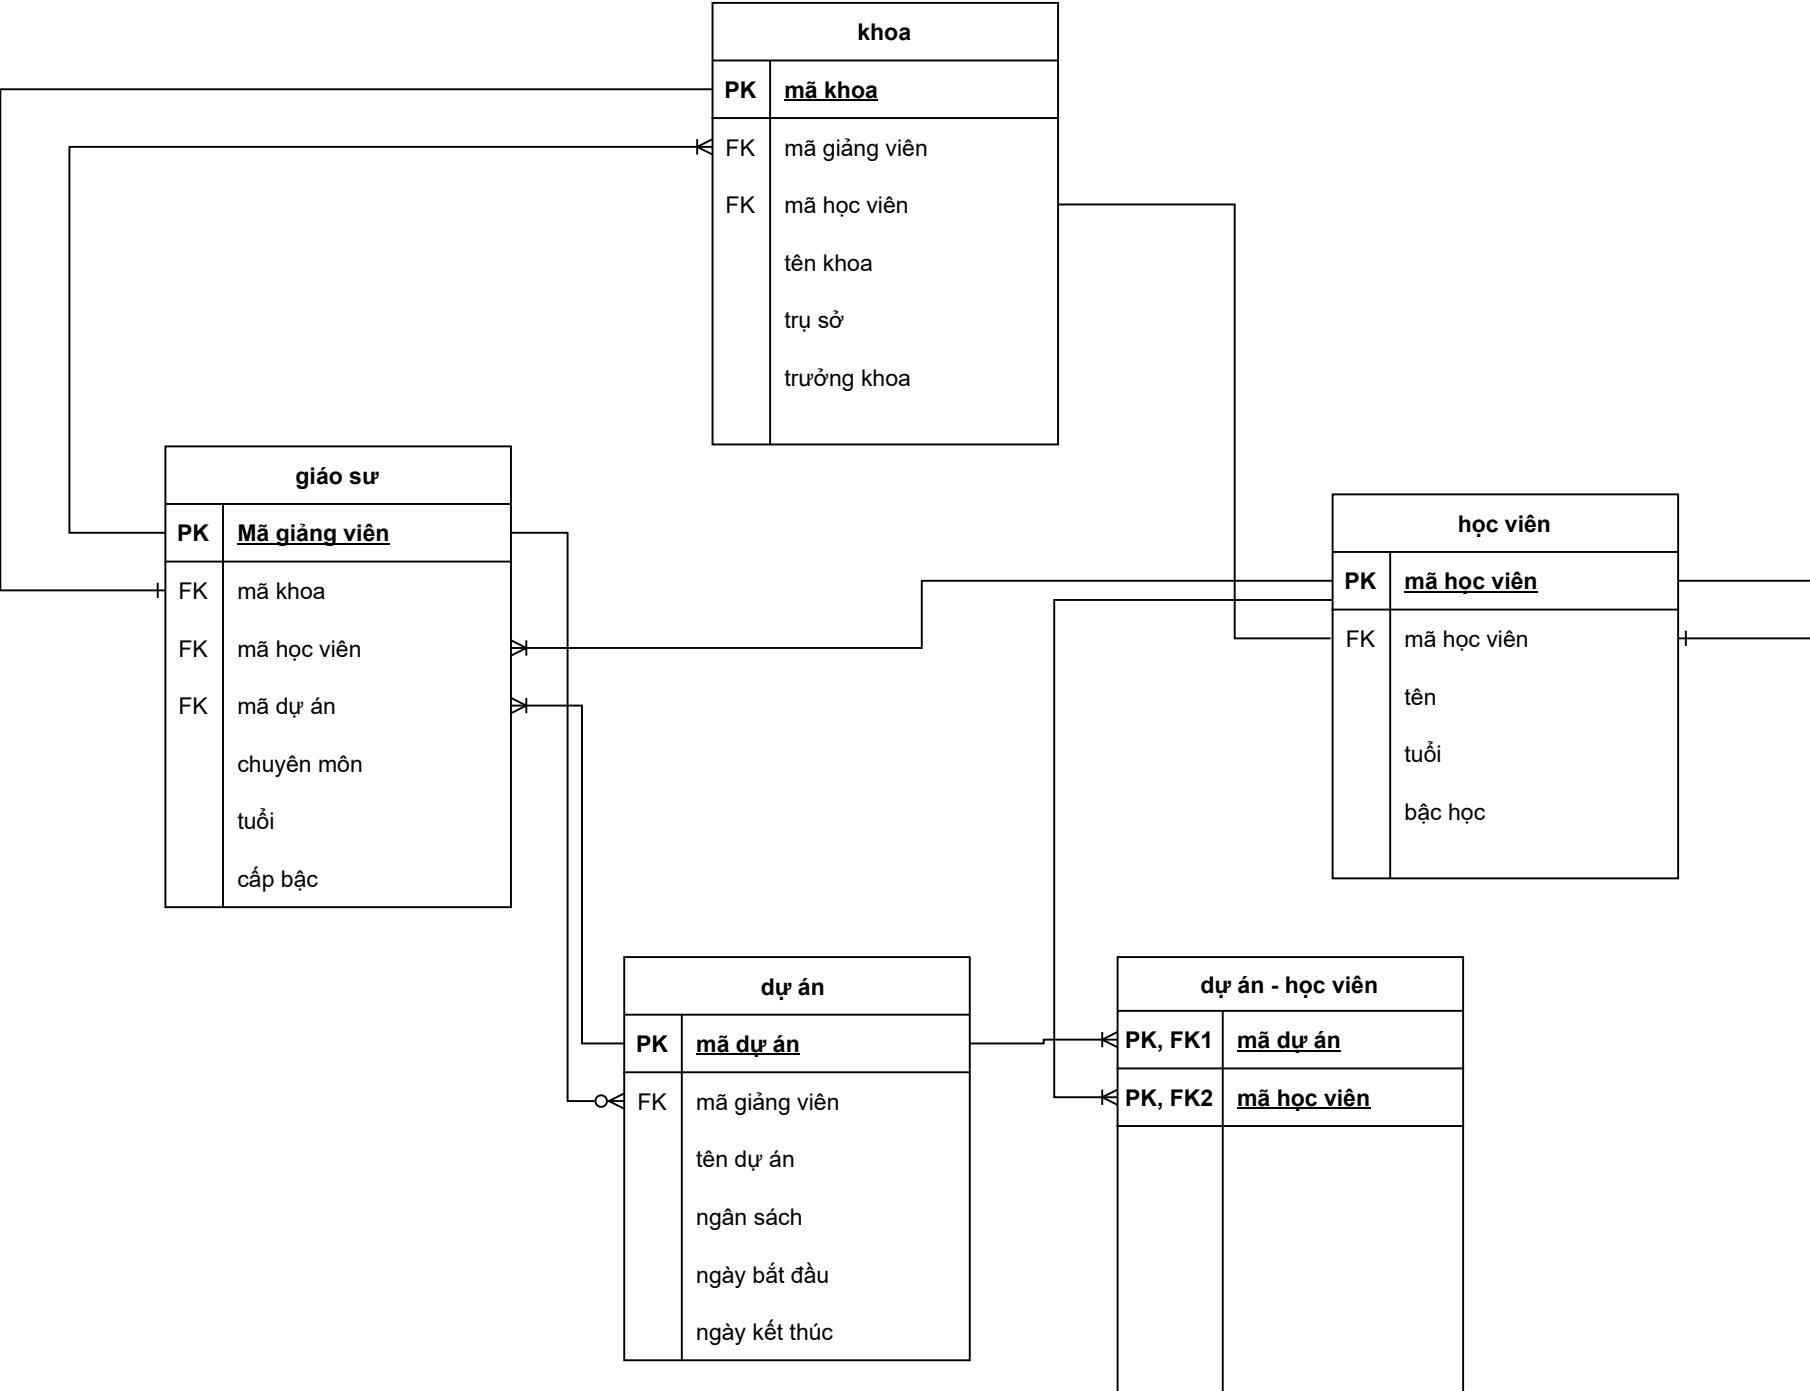 khoa
PK mã khoa
FK mã giảng viên
FK mã học viên
tên khoa
trụ sở
trưởng khoa
giáo sư
PK Mã giảng viên
FK mã khoa
FK mã học viên
FK mã dự án
chuyên môn
tuổi
cấp bậc
học viên
PK mã học viên
FK mã học viên
tên
tuổi
bậc học
dự án
PK mã dự án
FK mã giảng viên
tên dự án
ngân sách
ngày bắt đầu
ngày kết thúc
dự án - học viên
PK, FK1 mã dự án
PK, FK2 mã học viên